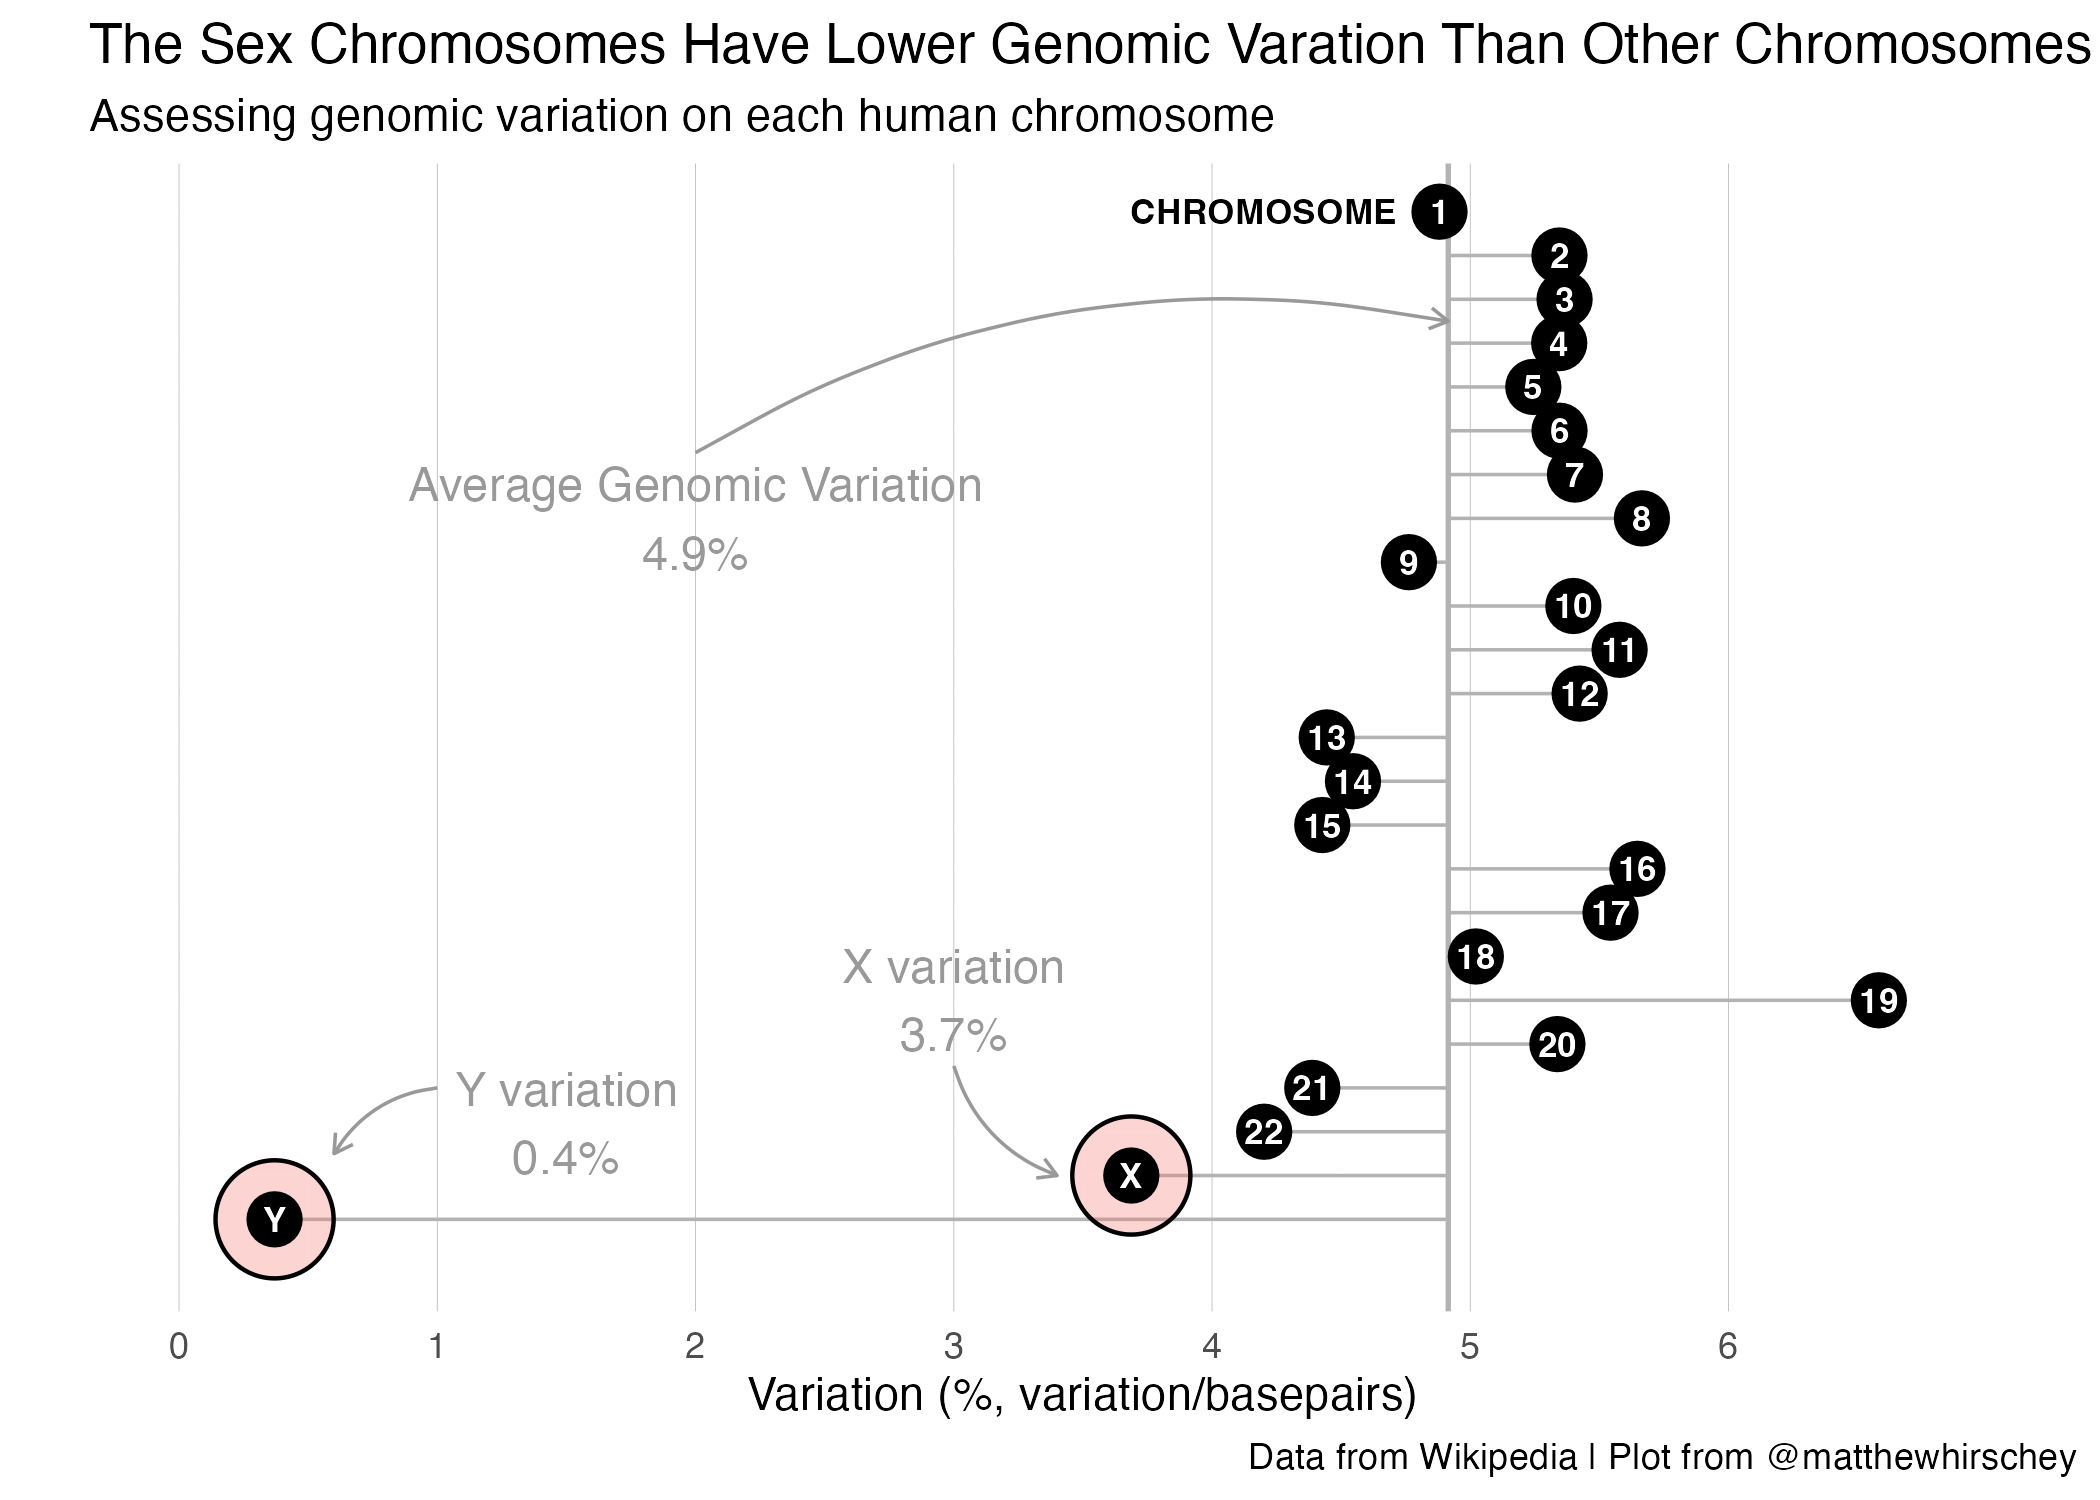 The Sex Chromosomes Have Lower Genomic Varation Than Other Chromosomes
Assessing genomic variation on each human chromosome
CHROMOSOME 1
2
3
4
5
6
7
Average Genomic Variation
4.9%
8
9
10
11
12
13
14
15
16
17
18
X variation
3.7%
19
20
Y variation
0.4%
21
22
X
Y
0 1 2 3 4 5 6
Variation (%, variation/basepairs)
Data from Wikipedia | Plot from @matthewhirschey